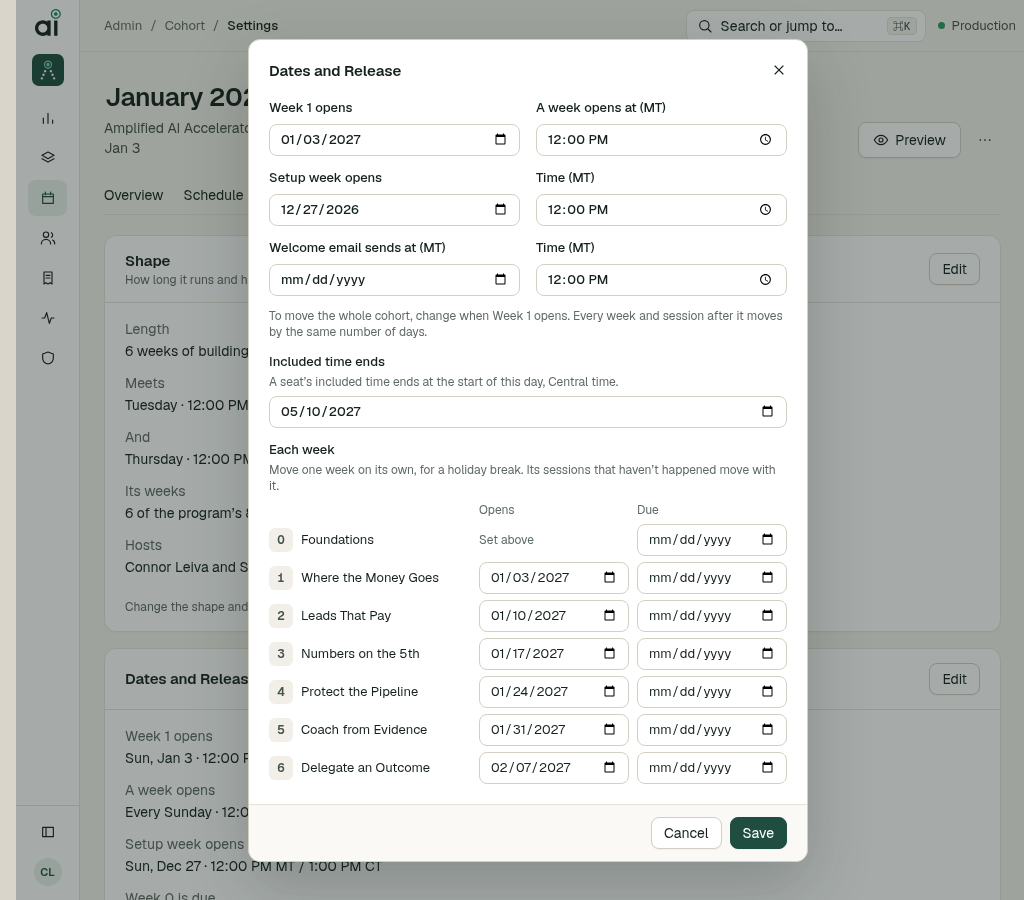 ai
Admin / Cohort / Settings
Search or jump to…
⌘K
Production
January 202
Amplified AI Accelerato
Jan 3
Preview
Overview
Schedule
Shape
How long it runs and h
Edit
Length
6 weeks of building
Meets
Tuesday · 12:00 PM
And
Thursday · 12:00 PM
Its weeks
6 of the program's
Hosts
Connor Leiva and S
Change the shape and
Dates and Releas
Edit
Week 1 opens
Sun, Jan 3 · 12:00 P
A week opens at
Every Sunday · 12:0
Setup week opens
Sun, Dec 27 · 12:00 PM MT / 1:00 PM CT
Week 0 is due
CL
Dates and Release
Week 1 opens
A week opens at (MT)
01/03/2027
12:00 PM
Setup week opens
Time (MT)
12/27/2026
12:00 PM
Welcome email sends at (MT)
Time (MT)
mm/dd/yyyy
12:00 PM
To move the whole cohort, change when Week 1 opens. Every week and session after it moves
by the same number of days.
Included time ends
A seat's included time ends at the start of this day, Central time.
05/10/2027
Each week
Move one week on its own, for a holiday break. Its sessions that haven't happened move with
it.
Opens
Due
0 Foundations Set above mm/dd/yyyy
1 Where the Money Goes 01/03/2027 mm/dd/yyyy
2 Leads That Pay 01/10/2027 mm/dd/yyyy
3 Numbers on the 5th 01/17/2027 mm/dd/yyyy
4 Protect the Pipeline 01/24/2027 mm/dd/yyyy
5 Coach from Evidence 01/31/2027 mm/dd/yyyy
6 Delegate an Outcome 02/07/2027 mm/dd/yyyy
Cancel
Save